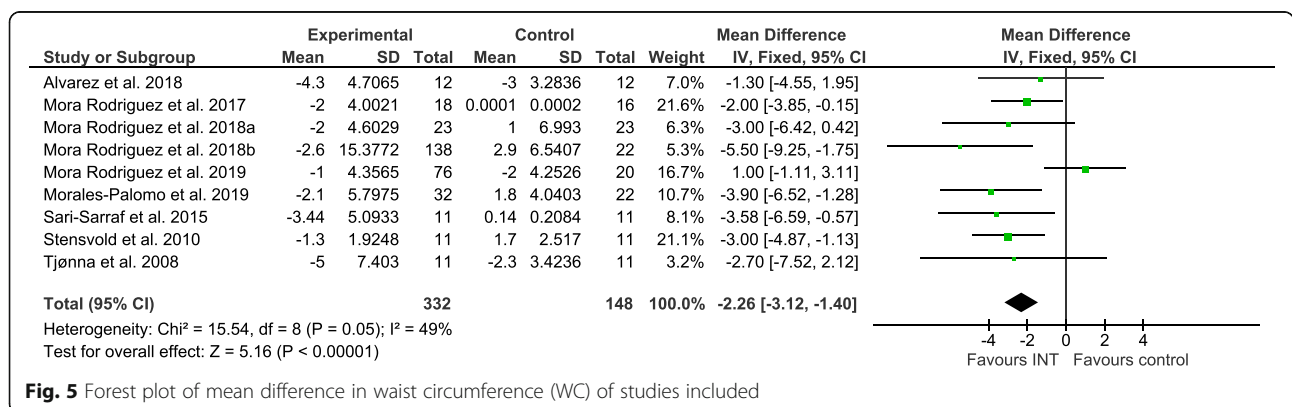 Experimental Control Mean Difference Mean Difference
Study or Subgroup Mean SD Total Mean SD Total Weight IV, Fixed, 95% CI IV, Fixed, 95% CI
Alvarez et al. 2018 -4.3 4.7065 12 -3 3.2836 12 7.0% -1.30 [-4.55, 1.95]
Mora Rodriguez et al. 2017 -2 4.0021 18 0.0001 0.0002 16 21.6% -2.00 [-3.85, -0.15]
Mora Rodriguez et al. 2018a -2 4.6029 23 1 6.993 23 6.3% -3.00 [-6.42, 0.42]
Mora Rodriguez et al. 2018b -2.6 15.3772 138 2.9 6.5407 22 5.3% -5.50 [-9.25, -1.75]
Mora Rodriguez et al. 2019 -1 4.3565 76 -2 4.2526 20 16.7% 1.00 [-1.11, 3.11]
Morales-Palomo et al. 2019 -2.1 5.7975 32 1.8 4.0403 22 10.7% -3.90 [-6.52, -1.28]
Sari-Sarraf et al. 2015 -3.44 5.0933 11 0.14 0.2084 11 8.1% -3.58 [-6.59, -0.57]
Stensvold et al. 2010 -1.3 1.9248 11 1.7 2.517 11 21.1% -3.00 [-4.87, -1.13]
Tjønna et al. 2008 -5 7.403 11 -2.3 3.4236 11 3.2% -2.70 [-7.52, 2.12]
Total (95% CI) 332 148 100.0% -2.26 [-3.12, -1.40]
Heterogeneity: Chi² = 15.54, df = 8 (P = 0.05); I² = 49%
Test for overall effect: Z = 5.16 (P < 0.00001)
-4 -2 0 2 4
Favours INT Favours control
Fig. 5 Forest plot of mean difference in waist circumference (WC) of studies included